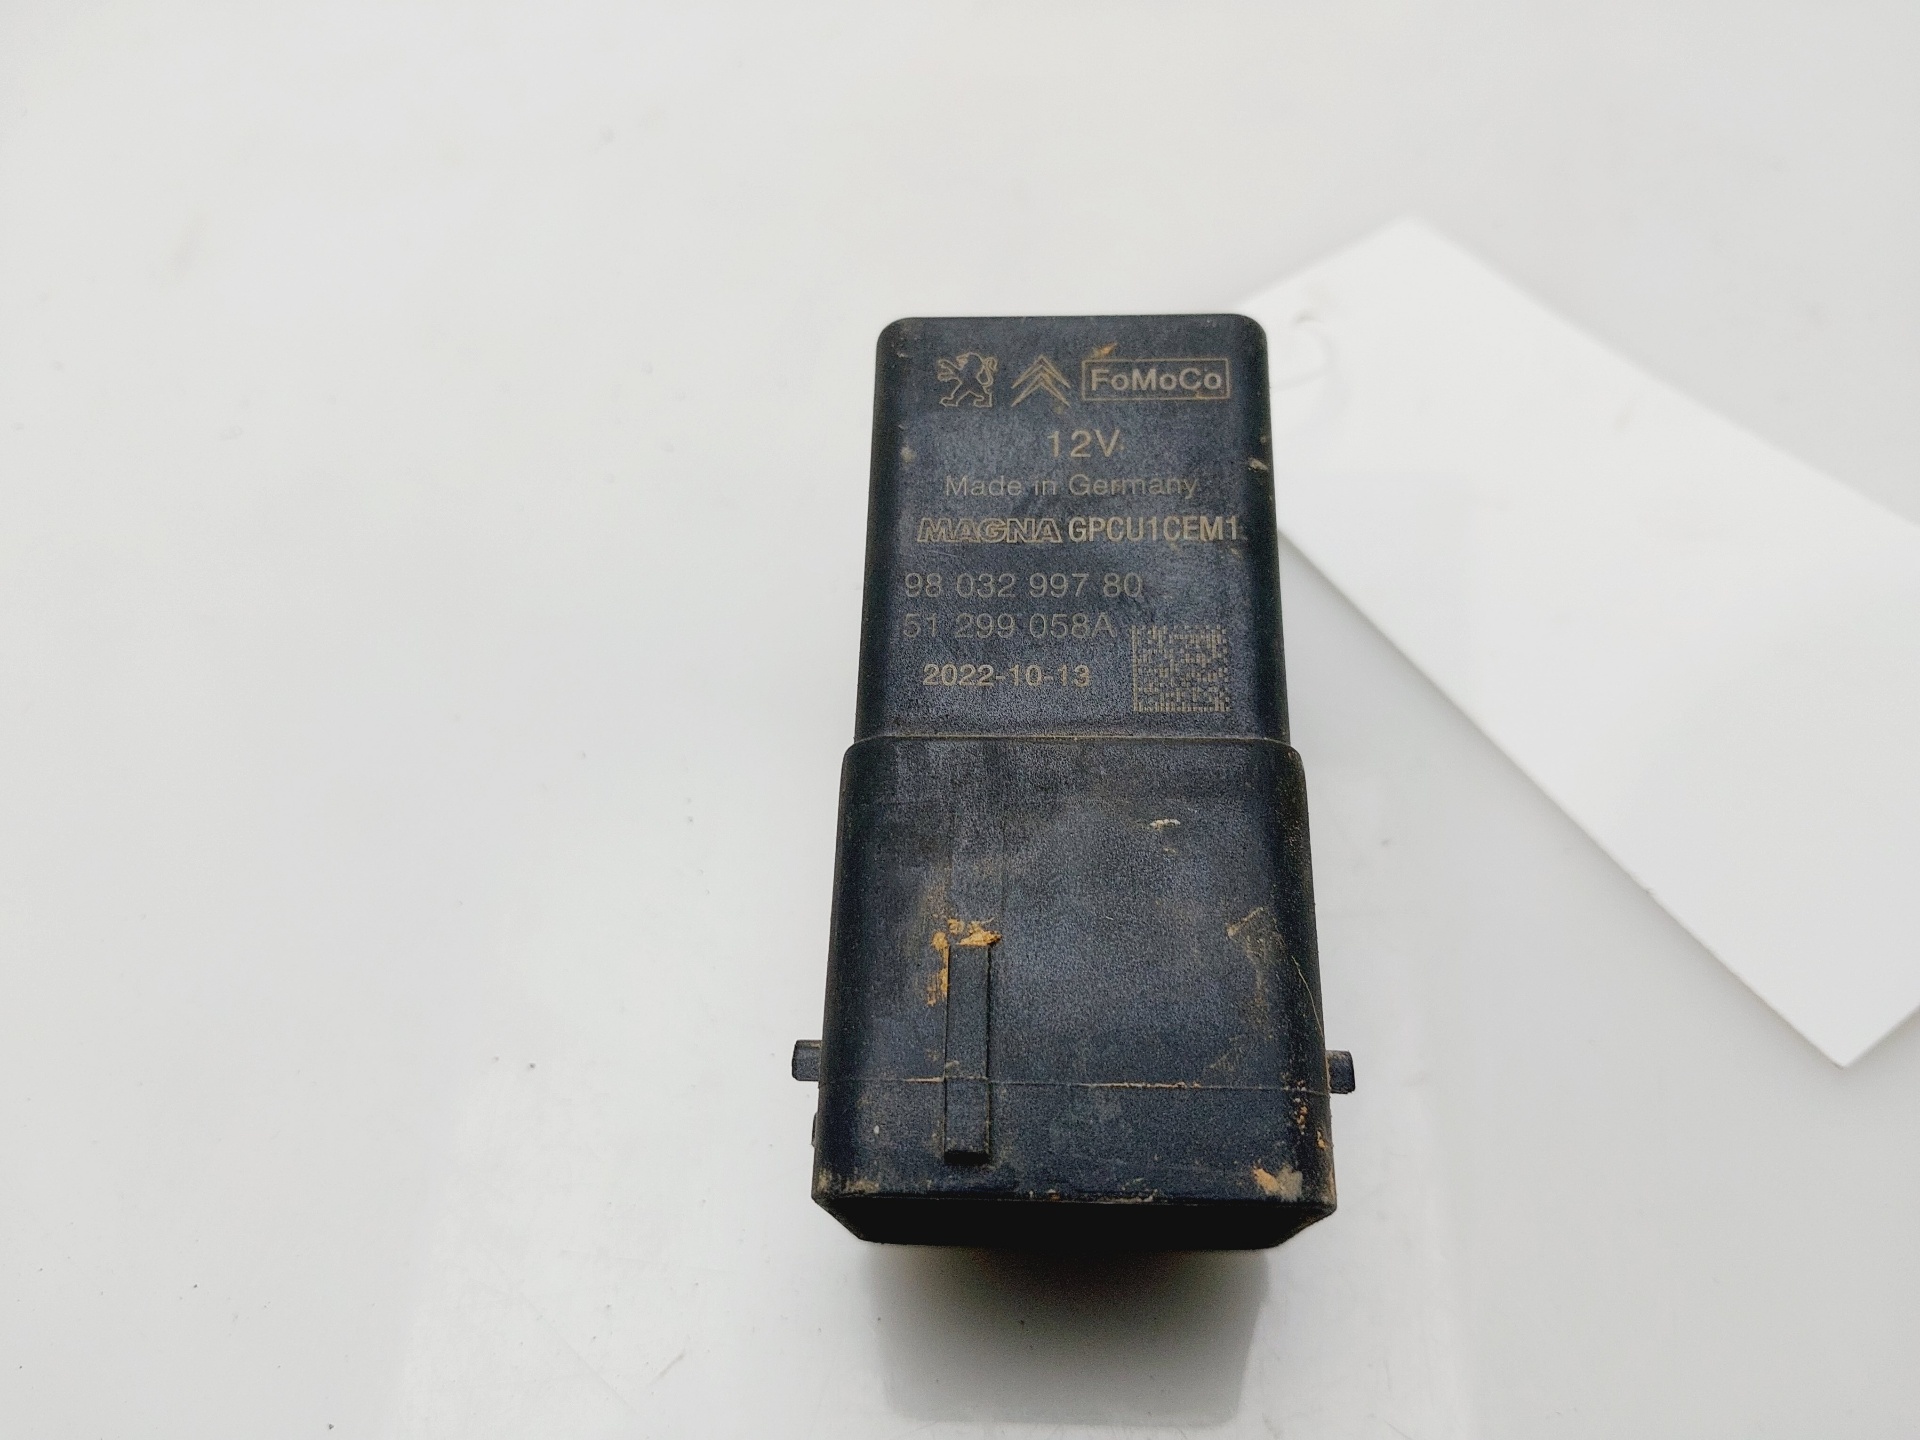 FoMoCo
12V
Made in Germany
MAGNA GPCU1CEM1
98 032 997 80
51 299 058A
2022-10-13